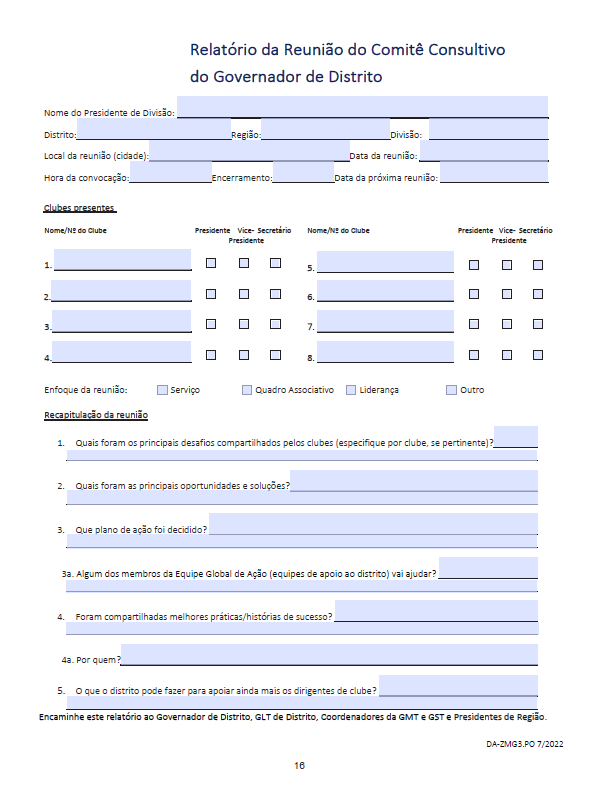 Relatório da Reunião do Comitê Consultivo
do Governador de Distrito
Nome do Presidente de Divisão:
Distrito: Região: Divisão:
Local da reunião (cidade): Data da reunião:
Hora da convocação: Encerramento: Data da próxima reunião:
Clubes presentes
Nome/Nº do Clube Presidente Vice- Secretário Nome/Nº do Clube Presidente Vice- Secretário
Presidente Presidente
1. 5.
2. 6.
3. 7.
4. 8.
Enfoque da reunião: Serviço Quadro Associativo Liderança Outro
Recapitulação da reunião
1. Quais foram os principais desafios compartilhados pelos clubes (especifique por clube, se pertinente)?
2. Quais foram as principais oportunidades e soluções?
3. Que plano de ação foi decidido?
3a. Algum dos membros da Equipe Global de Ação (equipes de apoio ao distrito) vai ajudar?
4. Foram compartilhadas melhores práticas/histórias de sucesso?
4a. Por quem?
5. O que o distrito pode fazer para apoiar ainda mais os dirigentes de clube?
Encaminhe este relatório ao Governador de Distrito, GLT de Distrito, Coordenadores da GMT e GST e Presidentes de Região.
DA-ZMG3.PO 7/2022
16